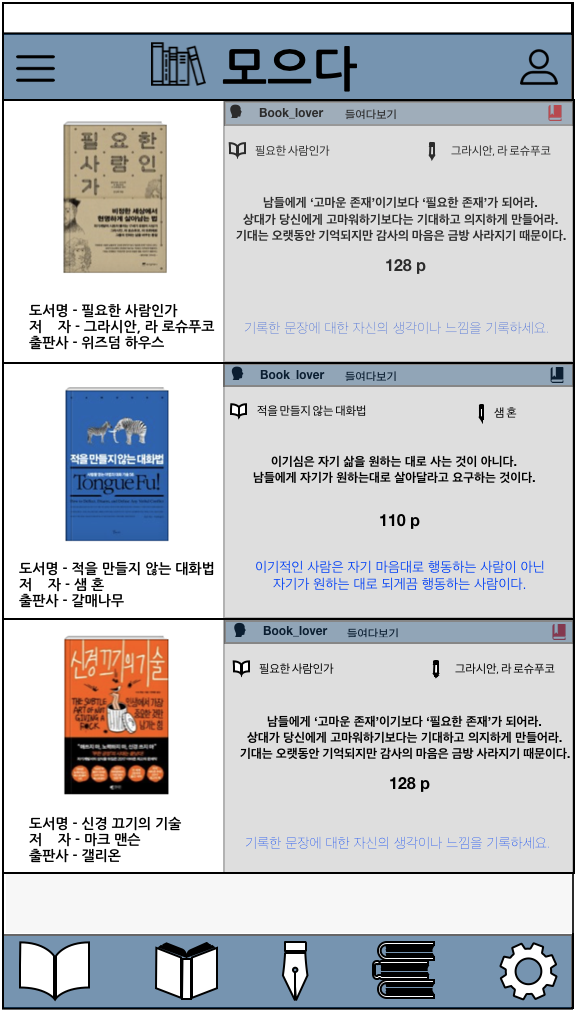 모으다
필요한
사람인
가
비정한 세상에서
현명하게 살아남는 법
도서명 - 필요한 사람인가
저 자 - 그라시안, 라 로슈푸코
출판사 - 위즈덤 하우스
Book_lover 들여다보기
필요한 사람인가 그라시안, 라 로슈푸코
남들에게 ‘고마운 존재’이기보다 ‘필요한 존재’가 되어라.
상대가 당신에게 고마워하기보다는 기대하고 의지하게 만들어라.
기대는 오랫동안 기억되지만 감사의 마음은 금방 사라지기 때문이다.
128 p
기록한 문장에 대한 자신의 생각이나 느낌을 기록하세요.
적을 만들지 않는 대화법
Tongue Fu!
도서명 - 적을 만들지 않는 대화법
저 자 - 샘 혼
출판사 - 갈매나무
Book lover 들여다보기
적을 만들지 않는 대화법 샘 혼
이기심은 자기 삶을 원하는 대로 사는 것이 아니다.
남들에게 자기가 원하는대로 살아달라고 요구하는 것이다.
110 p
이기적인 사람은 자기 마음대로 행동하는 사람이 아닌
자기가 원하는 대로 되게끔 행동하는 사람이다.
신경 끄기의 기술
THE SUBTLE
ART OF NOT
GIVING A
F*CK
인생에서 가장
중요한 것만
남기는 힘
도서명 - 신경 끄기의 기술
저 자 - 마크 맨슨
출판사 - 갤리온
Book_lover 들여다보기
필요한 사람인가 그라시안, 라 로슈푸코
남들에게 ‘고마운 존재’이기보다 ‘필요한 존재’가 되어라.
상대가 당신에게 고마워하기보다는 기대하고 의지하게 만들어라.
기대는 오랫동안 기억되지만 감사의 마음은 금방 사라지기 때문이다.
128 p
기록한 문장에 대한 자신의 생각이나 느낌을 기록하세요.